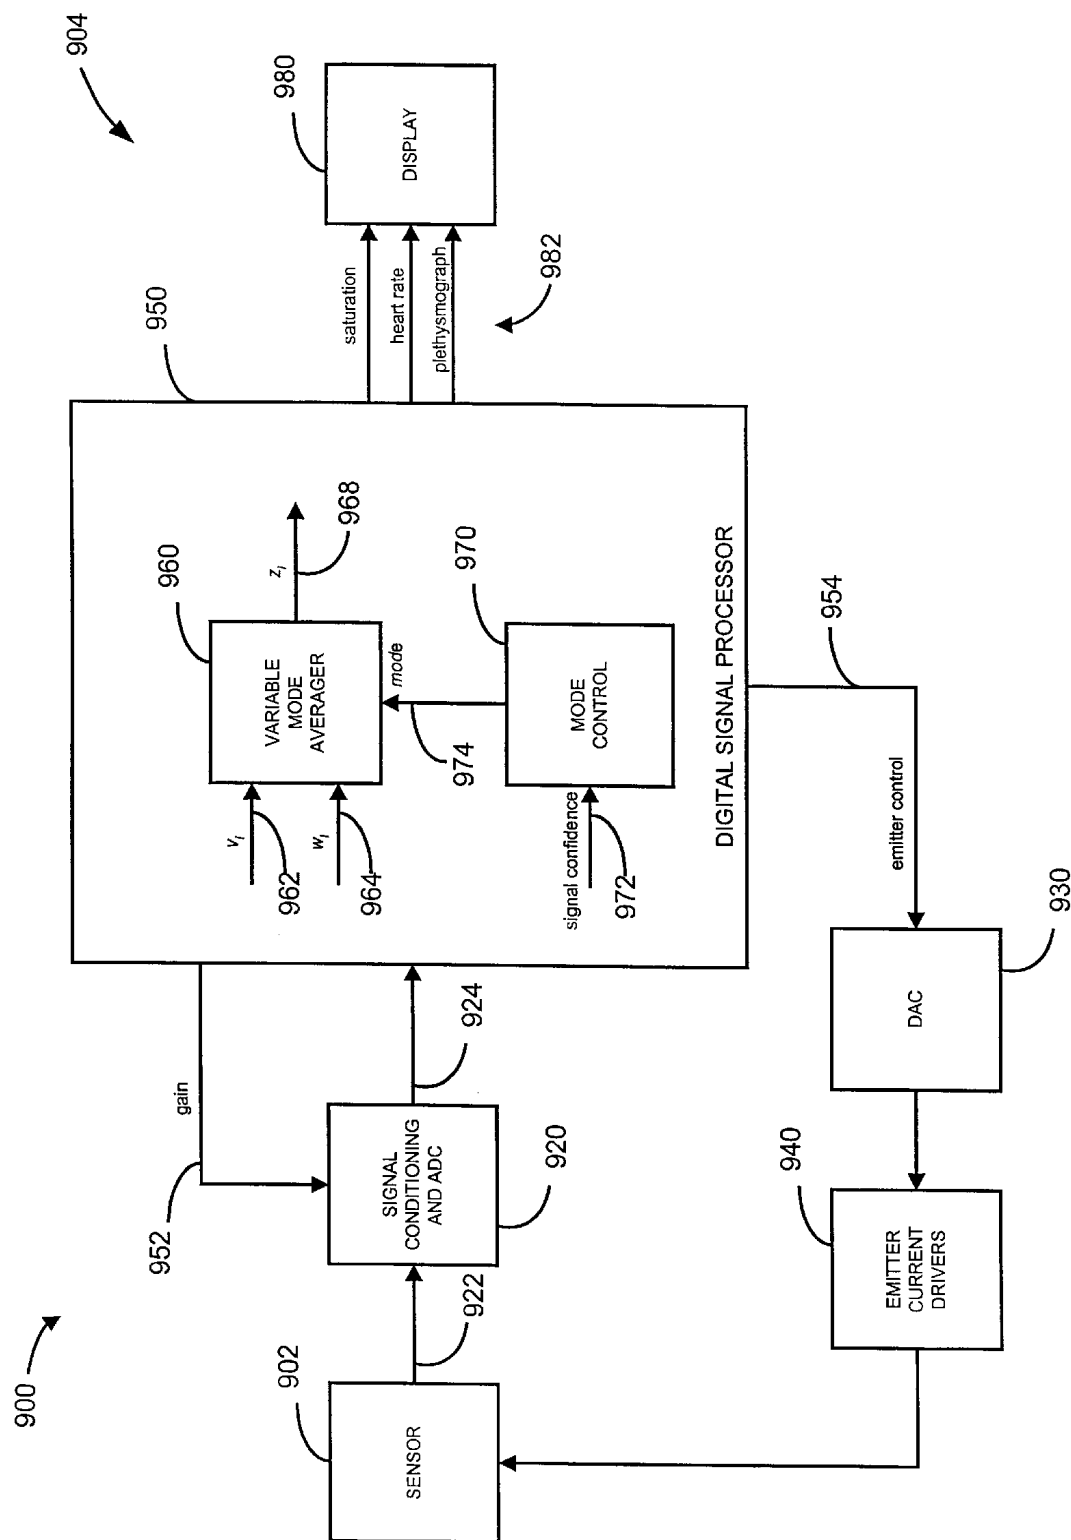 900
904
902
SENSOR
922
952
gain
SIGNAL
CONDITIONING
AND ADC
920
924
950
v_i
962
w_i
964
960
VARIABLE
MODE
AVERAGER
z_i
968
mode
974
signal confidence
972
970
MODE
CONTROL
DIGITAL SIGNAL PROCESSOR
saturation
heart rate
plethysmograph
982
980
DISPLAY
954
emitter control
DAC
930
940
EMITTER
CURRENT
DRIVERS